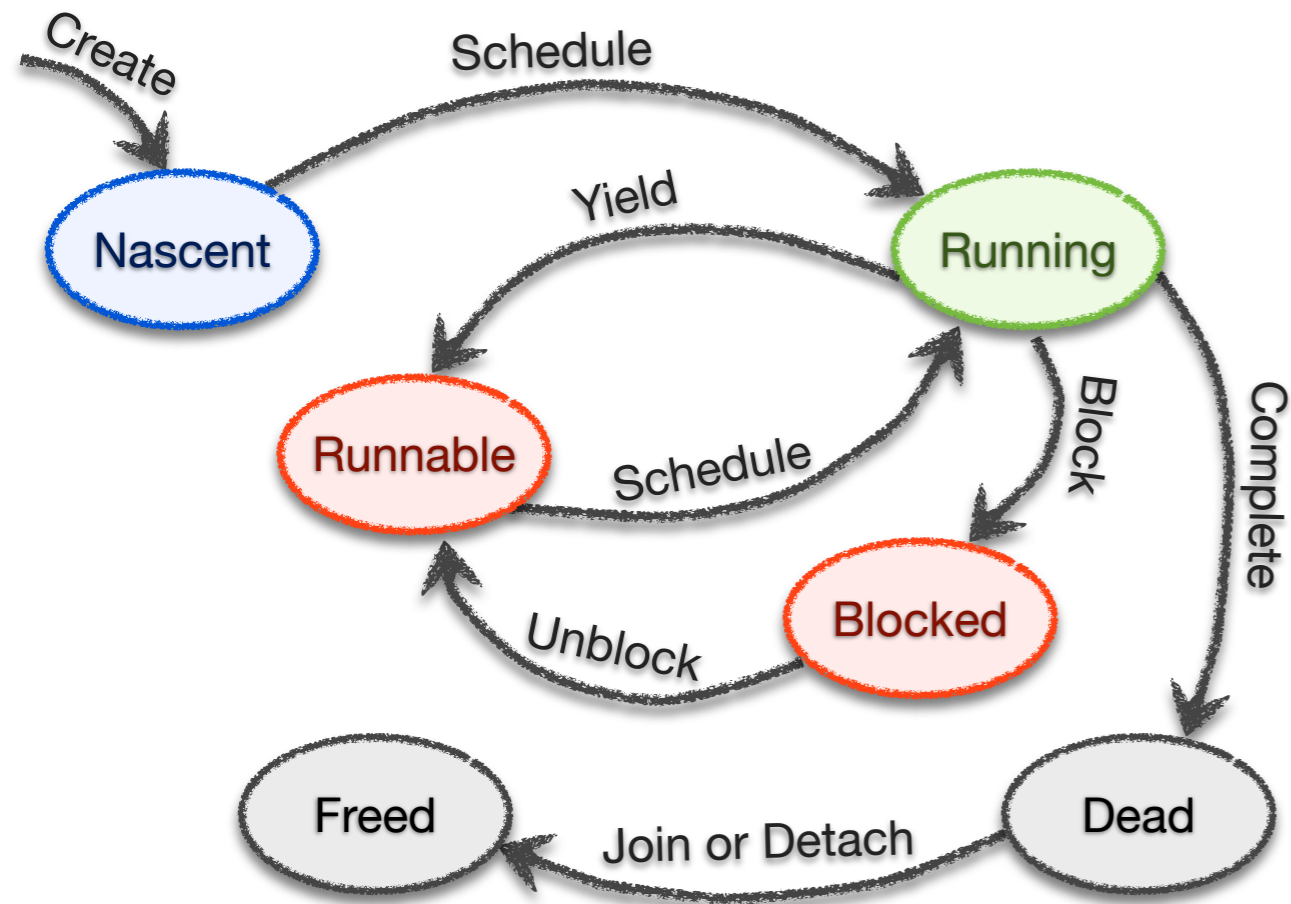 Create
Schedule
Nascent
Yield
Running
Runnable
Schedule
Block
Complete
Blocked
Unblock
Freed
Join or Detach
Dead